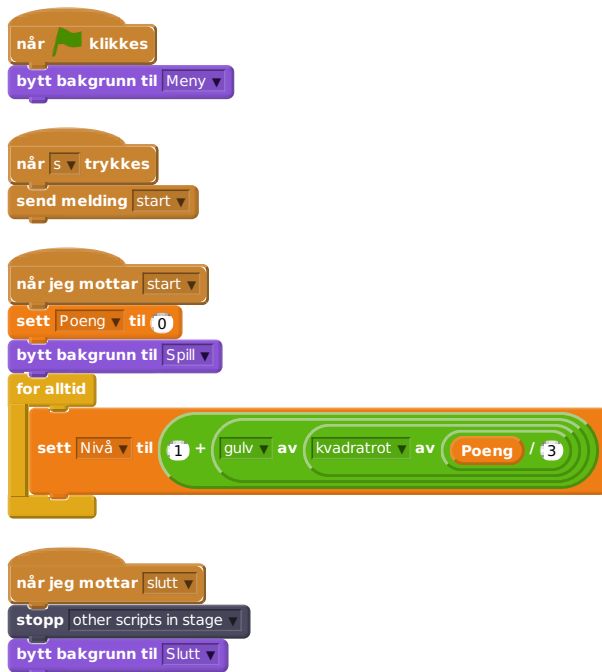 når klikkes
bytt bakgrunn til Meny ▼
når s ▼ trykkes
send melding start ▼
når jeg mottar start ▼
sett Poeng ▼ til 0
bytt bakgrunn til Spill ▼
for alltid
sett Nivå ▼ til 1 + gulv ▼ av kvadratrot ▼ av Poeng / 3
når jeg mottar slutt ▼
stopp other scripts in stage ▼
bytt bakgrunn til Slutt ▼